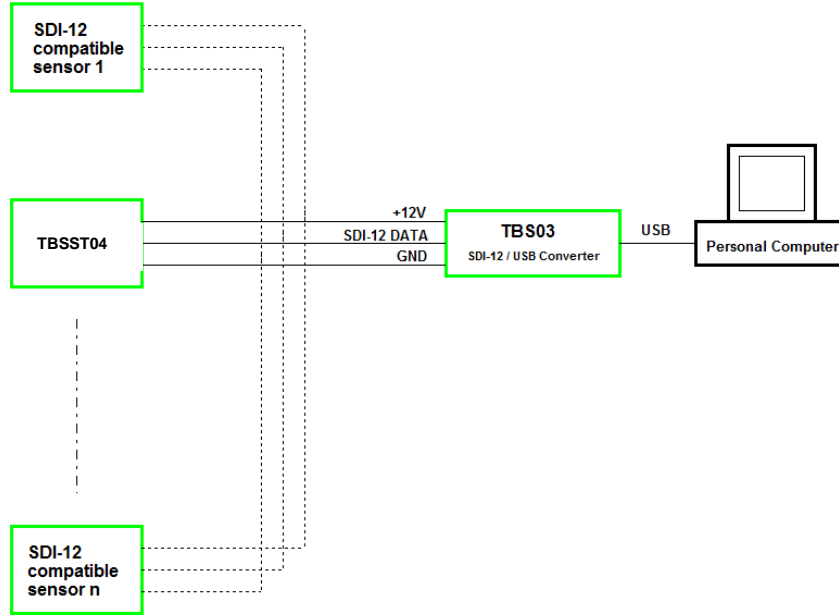 SDI-12
compatible
sensor 1
TBSST04
+12V
SDI-12 DATA
GND
TBS03
SDI-12 / USB Converter
USB
Personal Computer
SDI-12
compatible
sensor n